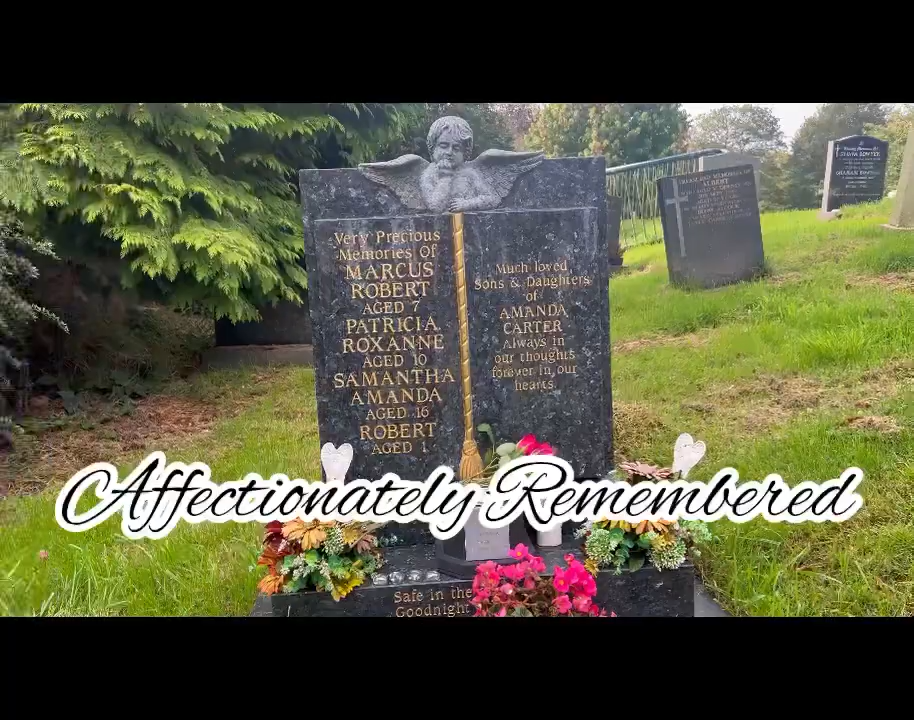 Very Precious
Memories Of
MARCUS
ROBERT
AGED 7
PATRICIA
ROXANNE
AGED 10
SAMANTHA
AMANDA
AGED 16
ROBERT
AGED 1
Much loved
Sons & Daughters
of
AMANDA
CARTER
Always in
our thoughts
forever in our
hearts.
Affectionately Remembered
Safe in the
Goodnight
ALBERT